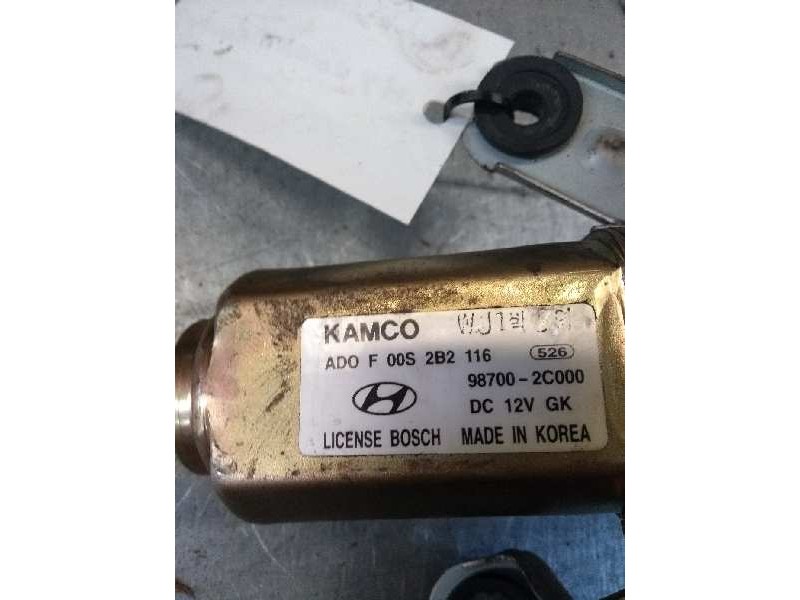 KAMCO
ADO F 00S 2B2 116 526
98700-2C000
DC 12V GK
LICENSE BOSCH MADE IN KOREA